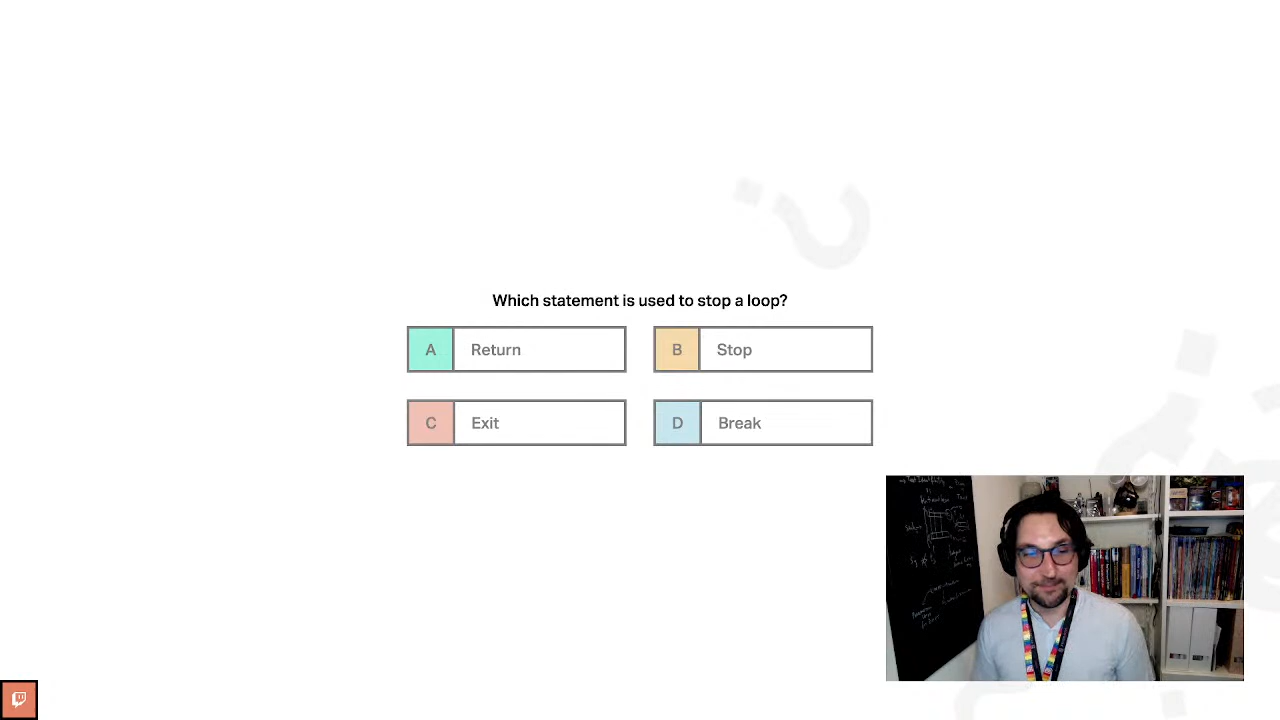 Which statement is used to stop a loop?
A Return
B Stop
C Exit
D Break